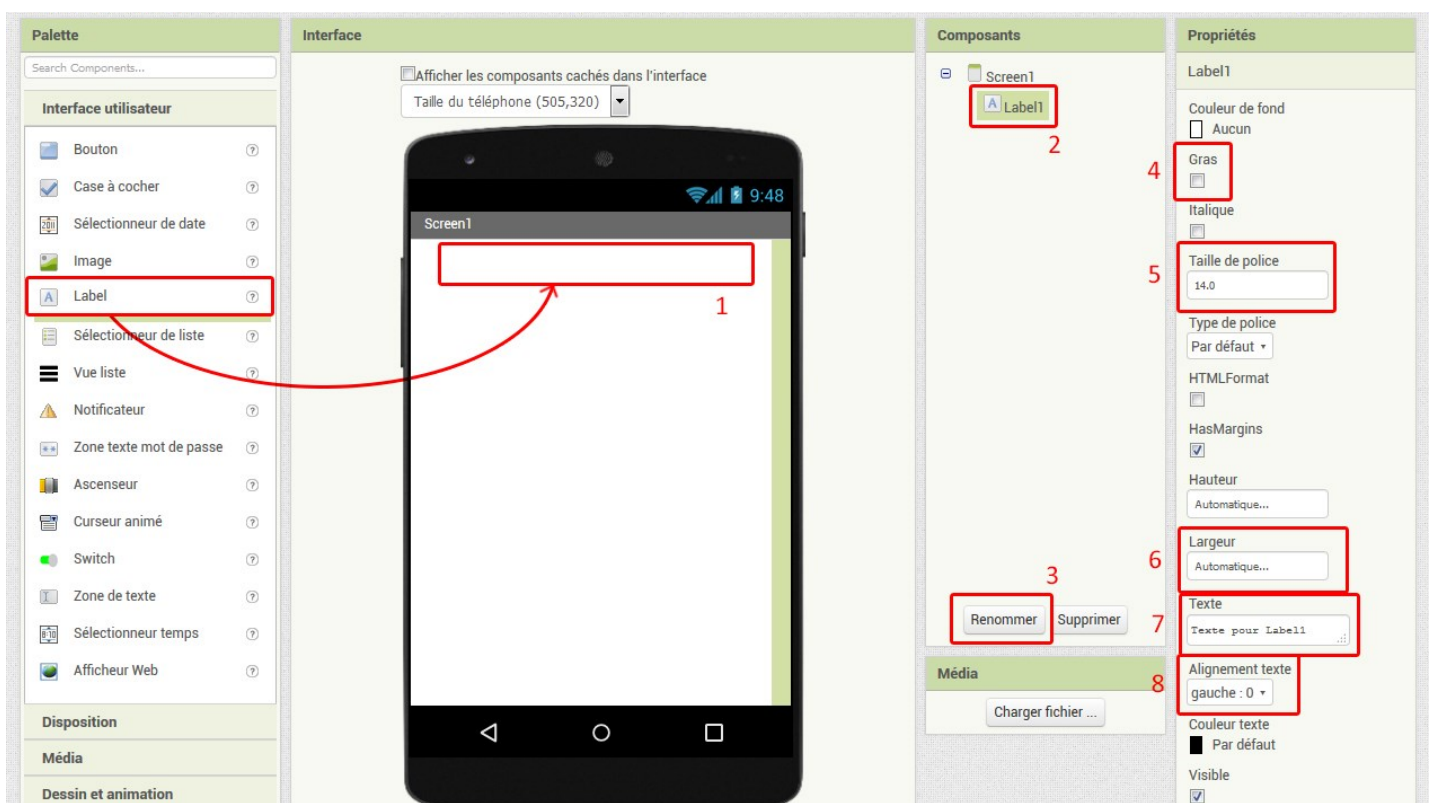 Palette
Search Components...
Interface utilisateur
Bouton
Case à cocher
Sélectionneur de date
Image
Label
Sélectionneur de liste
Vue liste
Notificateur
Zone texte mot de passe
Ascenseur
Curseur animé
Switch
Zone de texte
Sélectionneur temps
Afficheur Web
Disposition
Média
Dessin et animation
Interface
Afficher les composants cachés dans l'interface
Taille du téléphone (505,320)
9:48
Screen1
1
Composants
Screen1
Label1
2
3
Renommer
Supprimer
Média
Charger fichier ...
Propriétés
Label1
Couleur de fond
Aucun
4
Gras
Italique
5
Taille de police
14.0
Type de police
Par défaut
HTMLFormat
HasMargins
Hauteur
Automatique...
6
Largeur
Automatique...
7
Texte
Texte pour Label1
8
Alignement texte
gauche : 0
Couleur texte
Par défaut
Visible